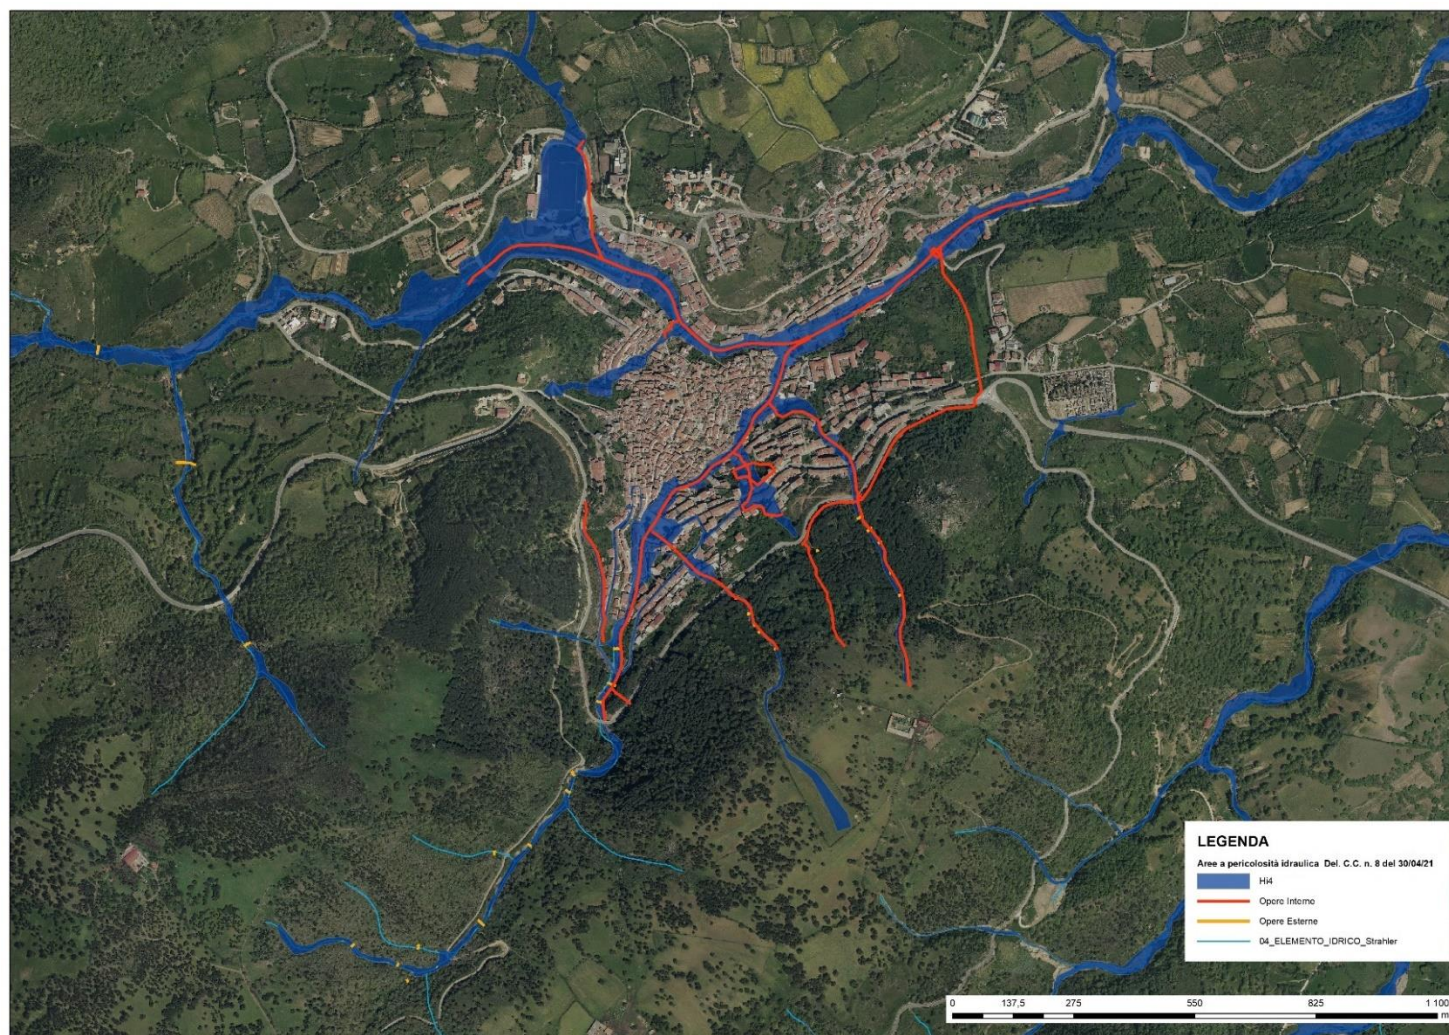 LEGENDA
Aree a pericolosità idraulica Del. C.C. n. 8 del 30/04/21
Hi4
Opere Interne
Opere Esterne
04_ELEMENTO_IDRICO_Strahler
0 137,5 275 550 825 1 100
m